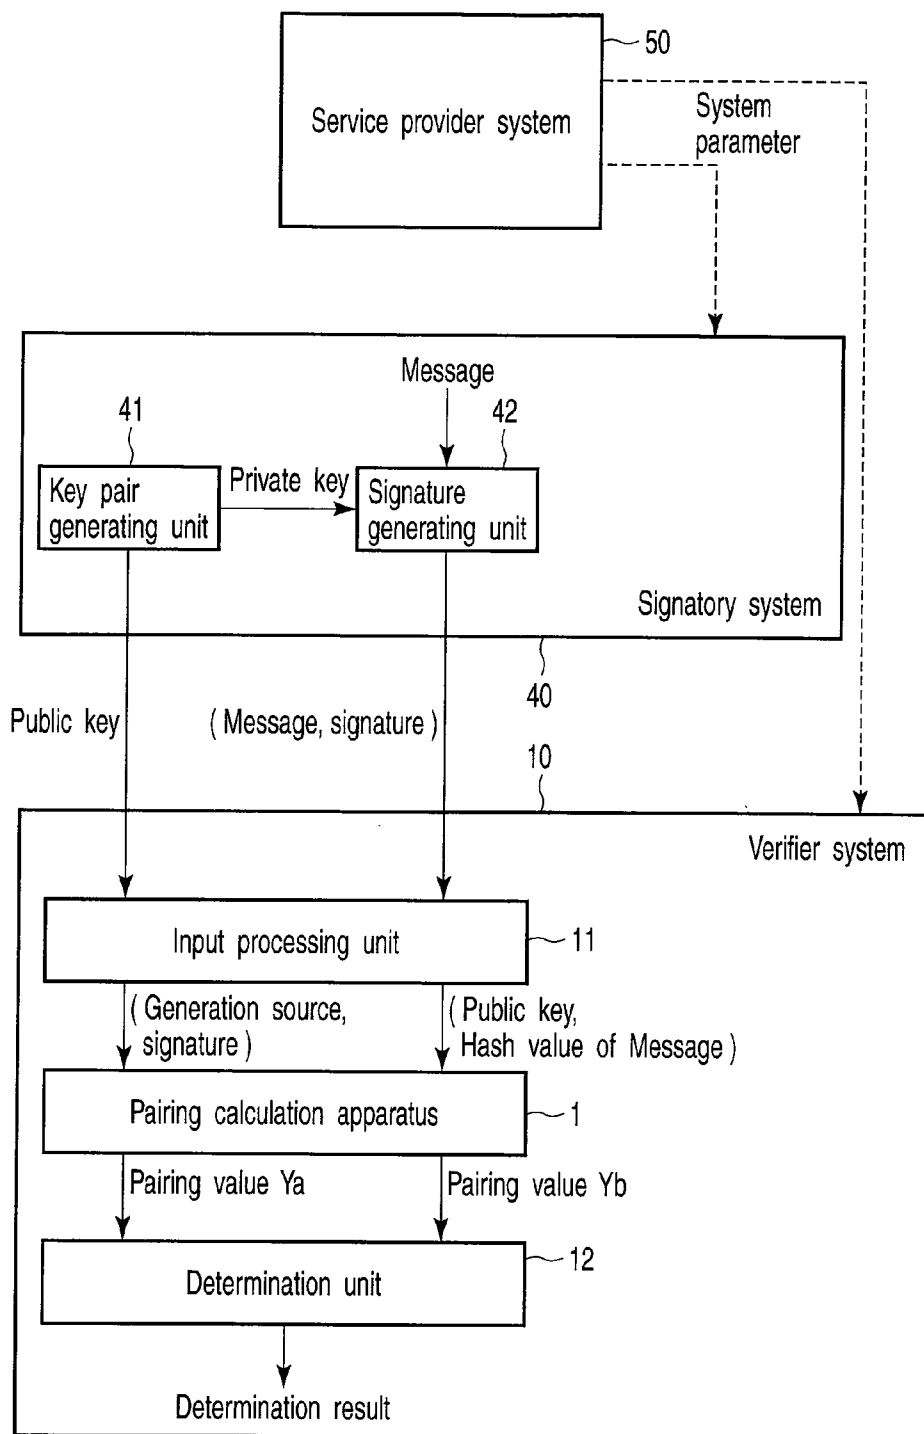 50
Service provider system
System
parameter
Message
41
42
Private key
Key pair
generating unit
Signature
generating unit
Signatory system
40
Public key
(Message, signature)
10
Verifier system
Input processing unit
11
(Generation source,
signature)
(Public key,
Hash value of Message)
Pairing calculation apparatus
1
Pairing value Ya
Pairing value Yb
12
Determination unit
Determination result